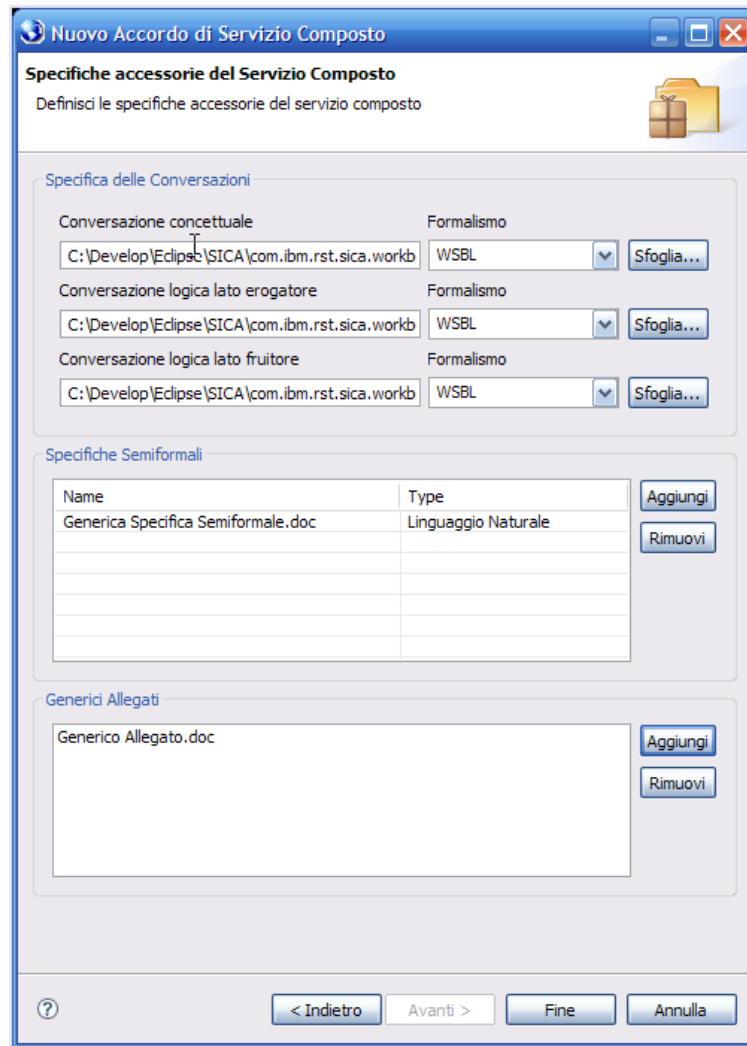 Nuovo Accordo di Servizio Composto
Specifiche accessorie del Servizio Composto
Definisci le specifiche accessorie del servizio composto
Specifica delle Conversazioni
Conversazione concettuale Formalismo
C:\Develop\Eclipse\SICA\com.ibm.rst.sica.workb WSBL Sfoglia...
Conversazione logica lato erogatore Formalismo
C:\Develop\Eclipse\SICA\com.ibm.rst.sica.workb WSBL Sfoglia...
Conversazione logica lato fruitore Formalismo
C:\Develop\Eclipse\SICA\com.ibm.rst.sica.workb WSBL Sfoglia...
Specifiche Semiformali
Name Type Aggiungi
Generica Specifica Semiformale.doc Linguaggio Naturale
Rimuovi
Generici Allegati
Generico Allegato.doc Aggiungi
Rimuovi
? < Indietro Avanti > Fine Annulla